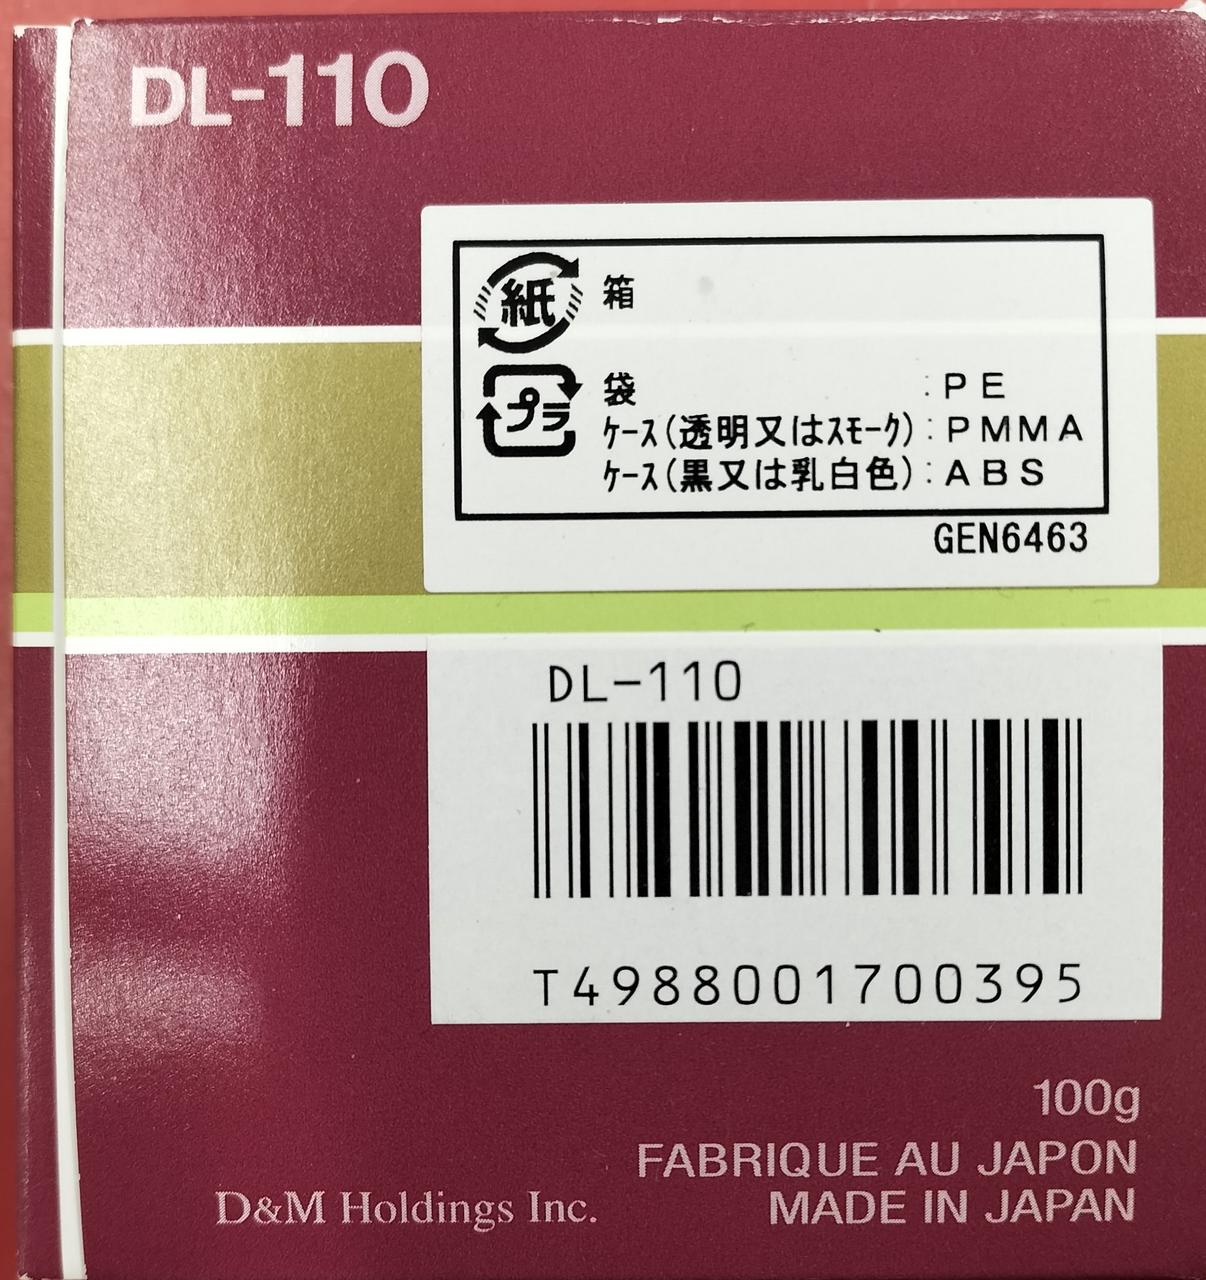 DL-110
紙 箱
プラ 袋 :PE
ケース(透明又はスモーク):PMMA
ケース(黒又は乳白色):ABS
GEN6463
DL-110
T4988001700395
100g
FABRIQUE AU JAPON
D&M Holdings Inc. MADE IN JAPAN